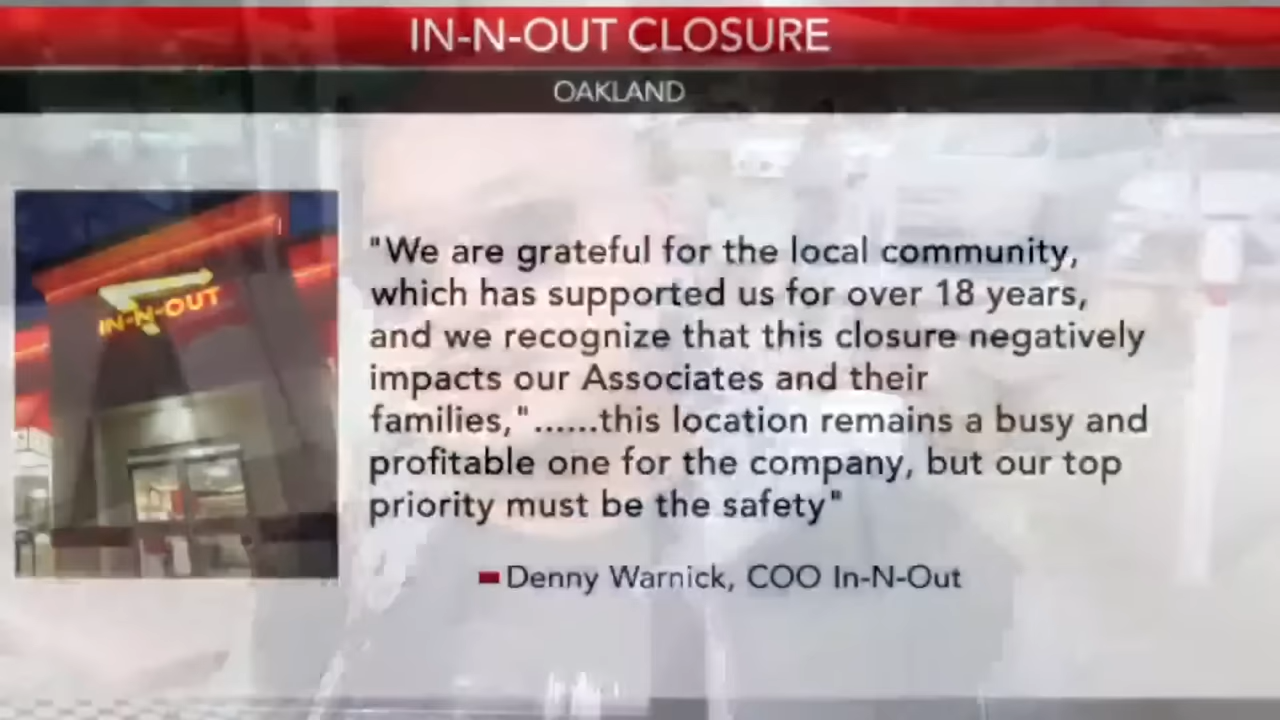 IN-N-OUT CLOSURE
OAKLAND
IN-N-OUT
"We are grateful for the local community,
which has supported us for over 18 years,
and we recognize that this closure negatively
impacts our Associates and their
families,"......this location remains a busy and
profitable one for the company, but our top
priority must be the safety"
Denny Warnick, COO In-N-Out